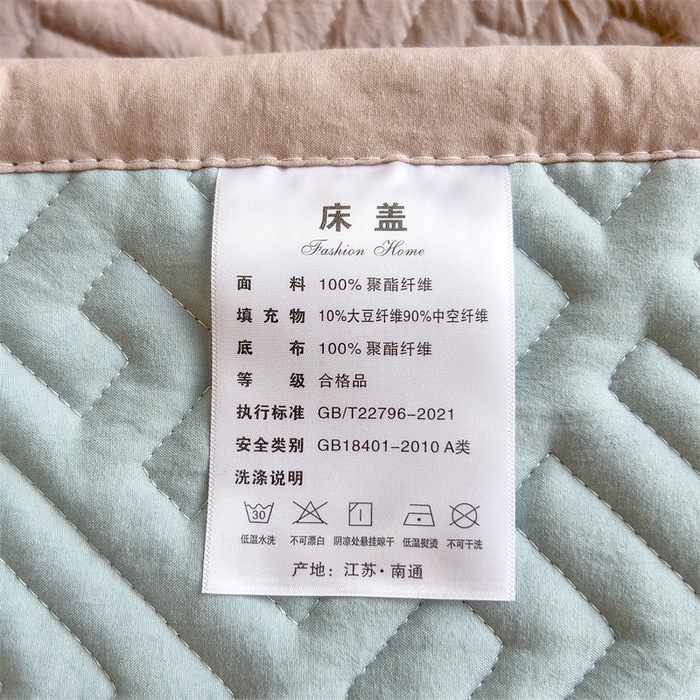 床盖
Fashion Home
面料 100% 聚酯纤维
填充物 10%大豆纤维90%中空纤维
底布 100% 聚酯纤维
等级 合格品
执行标准 GB/T22796-2021
安全类别 GB18401-2010 A类
洗涤说明
30
低温水洗 不可漂白 阴凉处悬挂晾干 低温熨烫 不可干洗
产地：江苏·南通